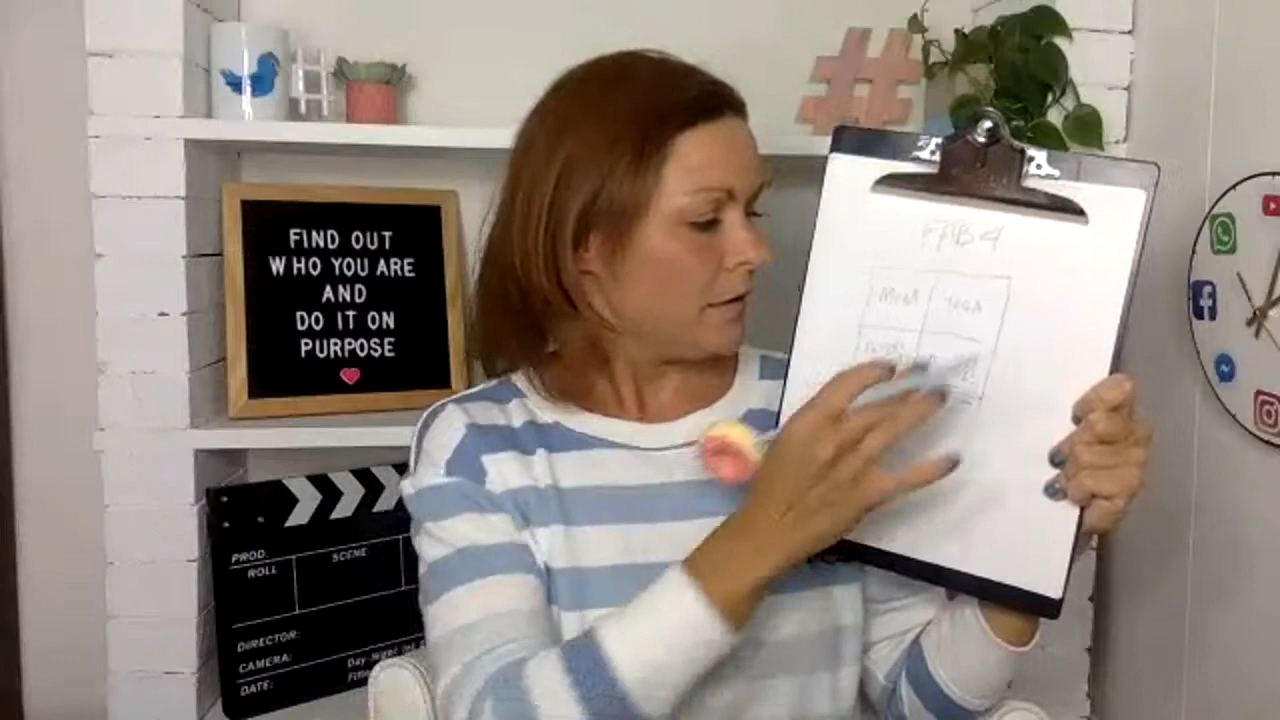 FIND OUT
WHO YOU ARE
AND
DO IT ON
PURPOSE
PROD.
ROLL
SCENE
DIRECTOR:
CAMERA:
DATE:
FAB 4
MUM
YOGA